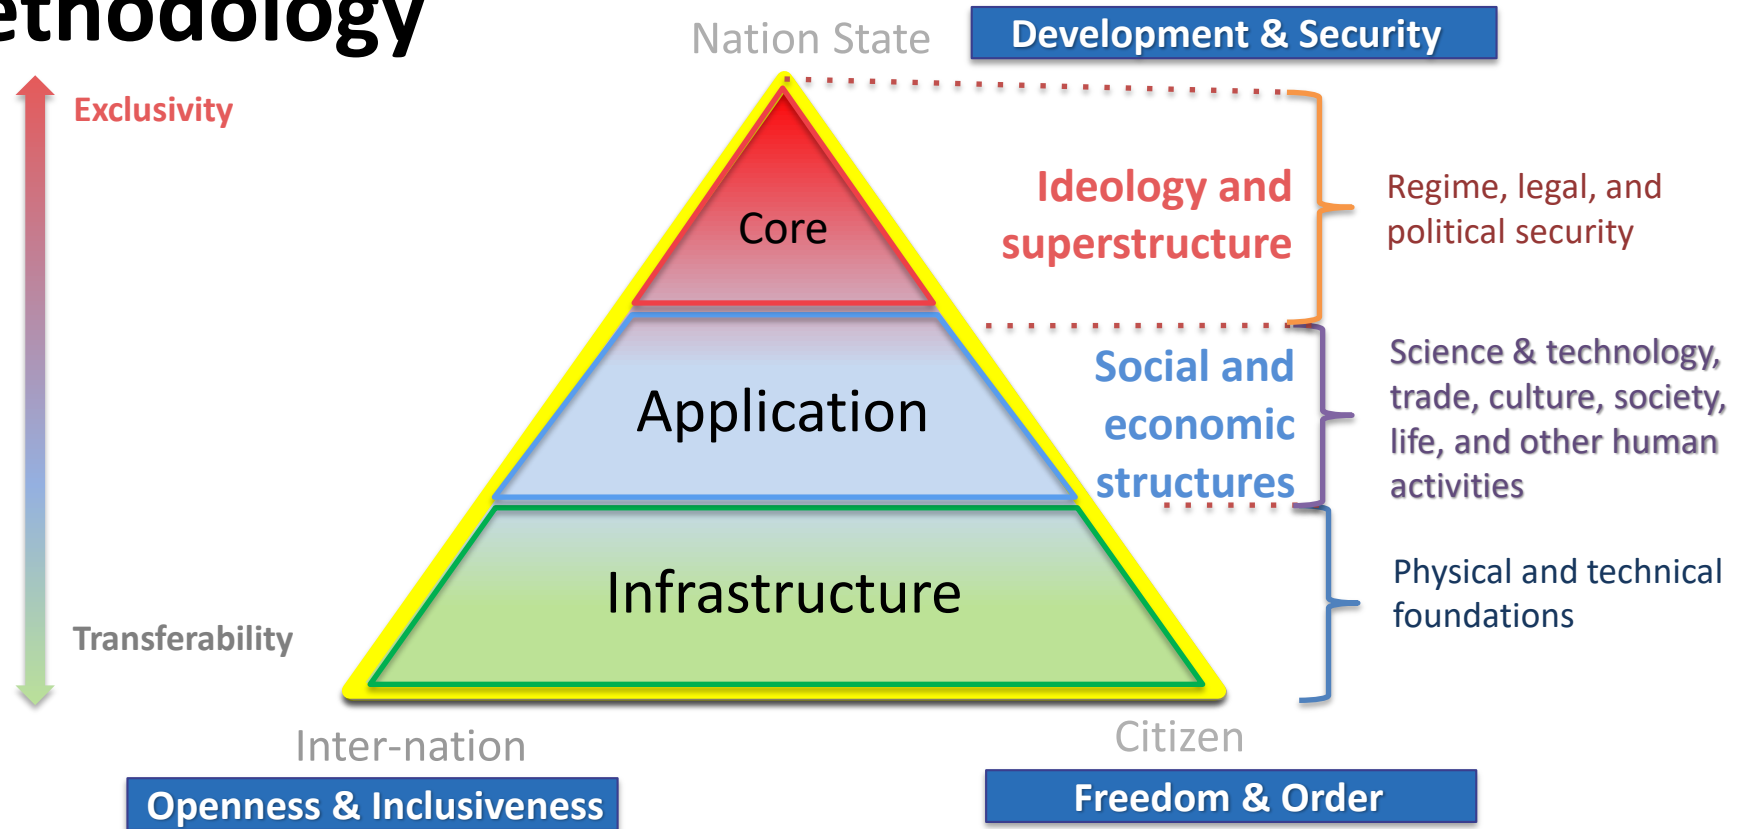 ethodology
Nation State
Development & Security
Exclusivity
Core
Ideology and
superstructure
Regime, legal, and
political security
Application
Social and
economic
structures
Science & technology,
trade, culture, society,
life, and other human
activities
Infrastructure
Physical and technical
foundations
Transferability
Inter-nation
Citizen
Openness & Inclusiveness
Freedom & Order